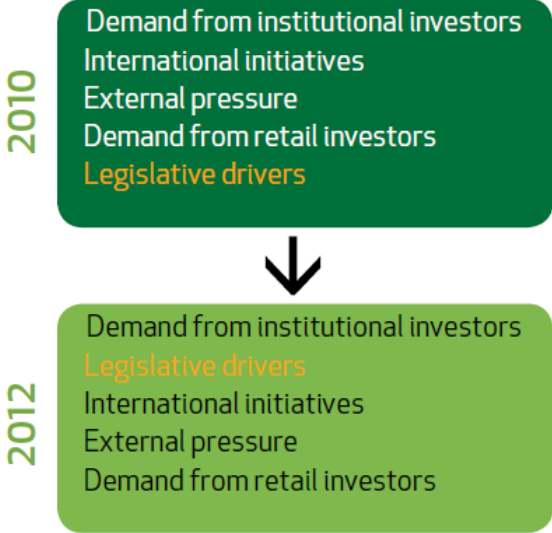 2010
Demand from institutional investors
International initiatives
External pressure
Demand from retail investors
Legislative drivers
2012
Demand from institutional investors
Legislative drivers
International initiatives
External pressure
Demand from retail investors